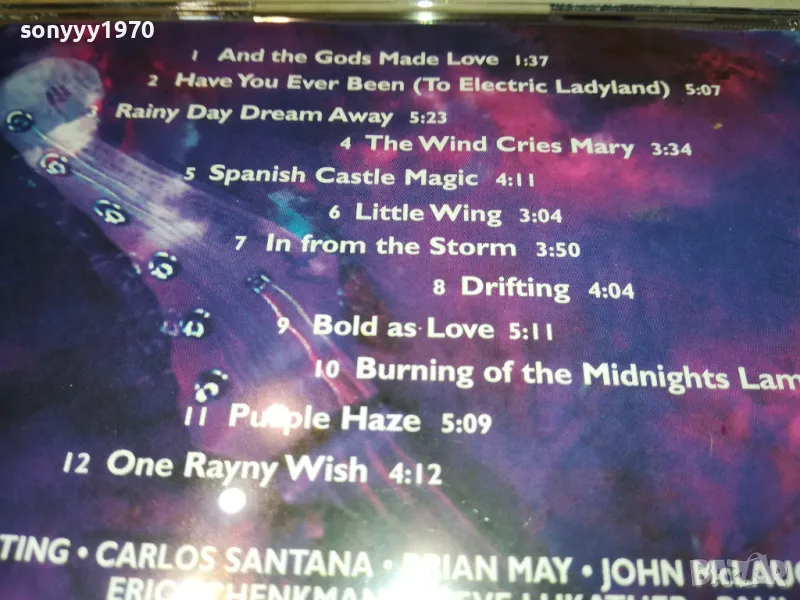 sonyyy1970
1 And the Gods Made Love 1:37
2 Have You Ever Been (To Electric Ladyland) 5:07
3 Rainy Day Dream Away 5:23
4 The Wind Cries Mary 3:34
5 Spanish Castle Magic 4:11
6 Little Wing 3:04
7 In from the Storm 3:50
8 Drifting 4:04
9 Bold as Love 5:11
10 Burning of the Midnights Lam
11 Purple Haze 5:09
12 One Rayny Wish 4:12
TING • CARLOS SANTANA • BRIAN MAY • JOHN McLAUG